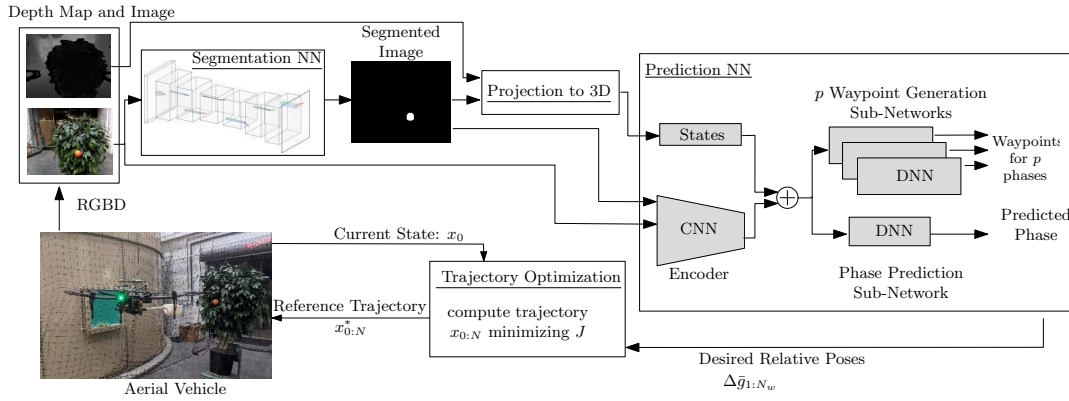 Depth Map and Image
Segmentation NN
Segmented
Image
Projection to 3D
Prediction NN
States
p Waypoint Generation
Sub-Networks
DNN
Waypoints
for p
phases
CNN
Encoder
DNN
Predicted
Phase
Phase Prediction
Sub-Network
RGBD
Current State: x₀
Trajectory Optimization
compute trajectory
x₀:N minimizing J
Reference Trajectory
x*₀:N
Desired Relative Poses
Δḡ₁:N_w
Aerial Vehicle